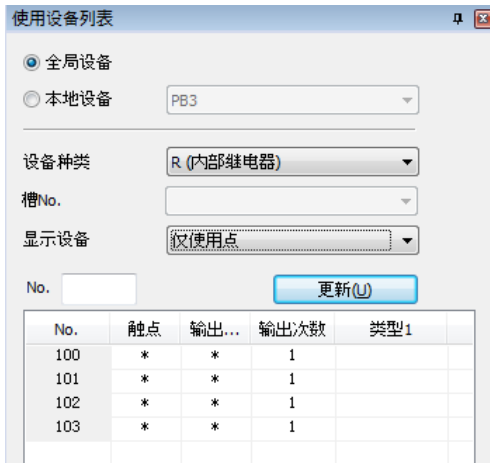 使用设备列表
全局设备
本地设备 PB3
设备种类 R (内部继电器)
槽No.
显示设备 仅使用点
No. 更新(U)
No. 触点 输出... 输出次数 类型1
100 * * 1
101 * * 1
102 * * 1
103 * * 1